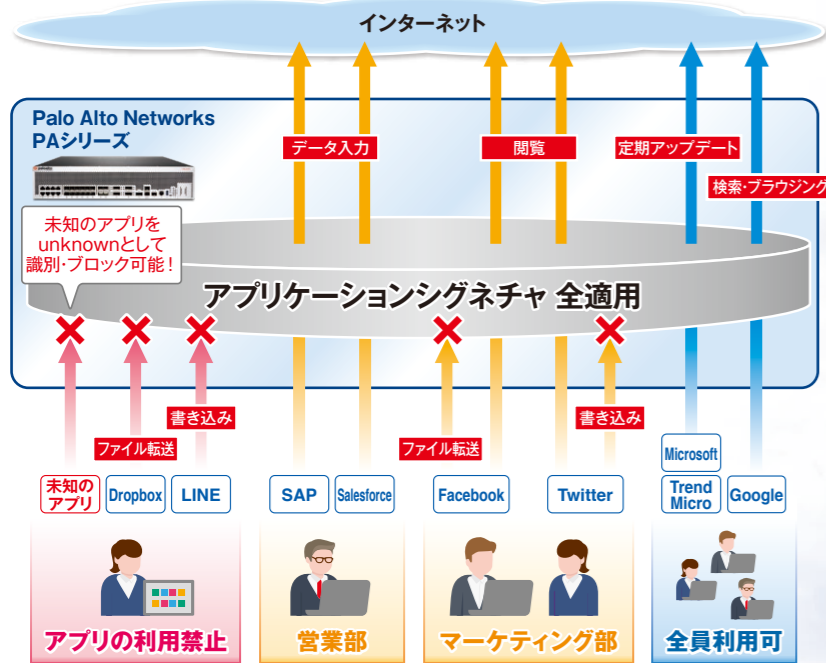 インターネット
Palo Alto Networks
PAシリーズ
データ入力
閲覧
定期アップデート
検索・ブラウジング
未知のアプリを
unknownとして
識別・ブロック可能！
アプリケーションシグネチャ 全適用
書き込み
ファイル転送
ファイル転送
書き込み
未知の
アプリ
Dropbox
LINE
SAP
Salesforce
Facebook
Twitter
Microsoft
Trend
Micro
Google
アプリの利用禁止
営業部
マーケティング部
全員利用可